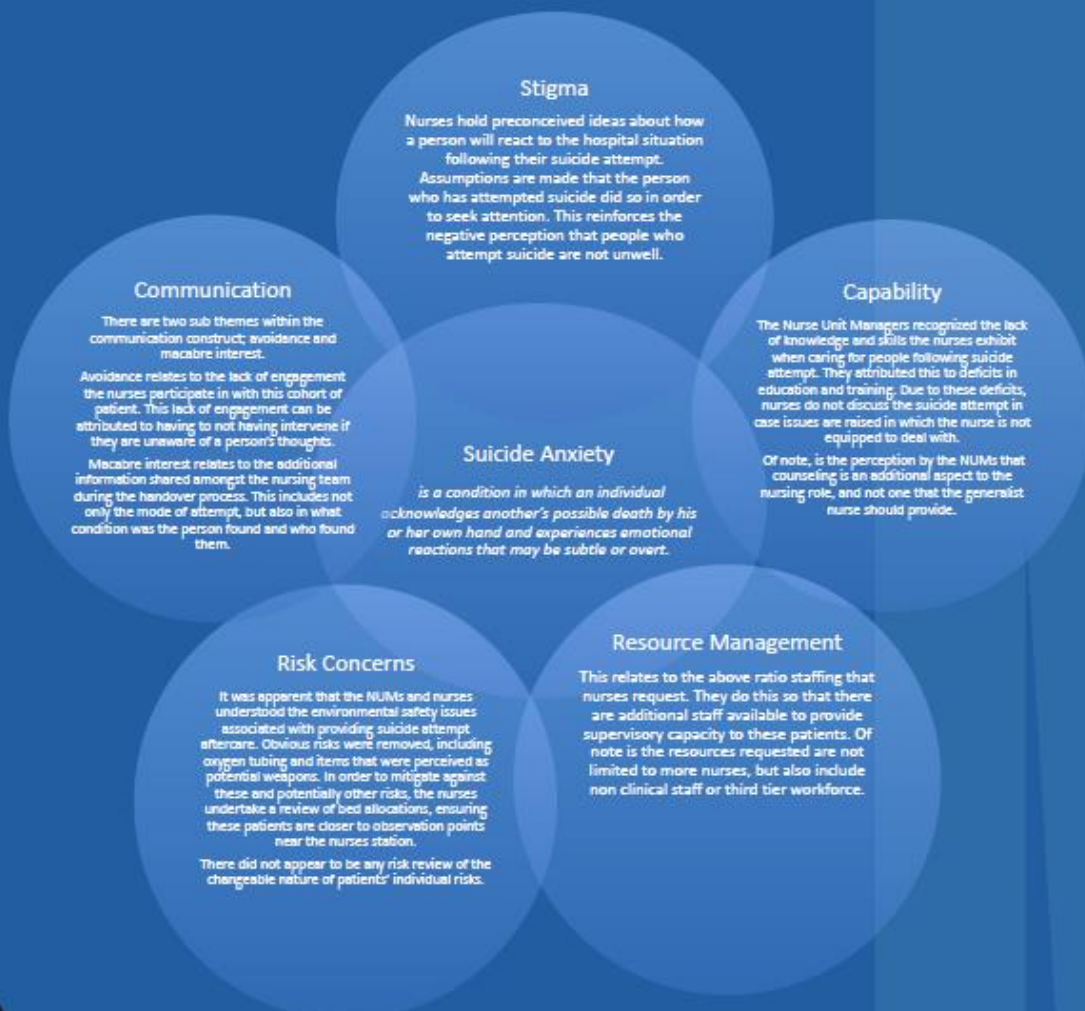 Stigma
Nurses hold preconceived ideas about how
a person will react to the hospital situation
following their suicide attempt.
Assumptions are made that the person
who has attempted suicide did so in order
to seek attention. This reinforces the
negative perception that people who
attempt suicide are not unwell.
Communication
There are two sub themes within the
communication construct; avoidance and
macabre interest.
Avoidance relates to the lack of engagement
the nurses participate in with this cohort of
patient. This lack of engagement can be
attributed to having to not having intervene if
they are unaware of a person's thoughts.
Macabre interest relates to the additional
information shared amongst the nursing team
during the handover process. This includes not
only the mode of attempt, but also in what
condition was the person found and who found
them.
Capability
The Nurse Unit Managers recognized the lack
of knowledge and skills the nurses exhibit
when caring for people following suicide
attempt. They attributed this to deficits in
education and training. Due to these deficits,
nurses do not discuss the suicide attempt in
case issues are raised in which the nurse is not
equipped to deal with.
Of note, is the perception by the NUMs that
counseling is an additional aspect to the
nursing role, and not one that the generalist
nurse should provide.
Suicide Anxiety
is a condition in which an individual
acknowledges another's possible death by his
or her own hand and experiences emotional
reactions that may be subtle or overt.
Risk Concerns
It was apparent that the NUMs and nurses
understood the environmental safety issues
associated with providing suicide attempt
aftercare. Obvious risks were removed, including
oxygen tubing and items that were perceived as
potential weapons. In order to mitigate against
these and potentially other risks, the nurses
undertake a review of bed allocations, ensuring
these patients are closer to observation points
near the nurses station.
There did not appear to be any risk review of the
changeable nature of patients' individual risks.
Resource Management
This relates to the above ratio staffing that
nurses request. They do this so that there
are additional staff available to provide
supervisory capacity to these patients. Of
note is the resources requested are not
limited to more nurses, but also include
non clinical staff or third tier workforce.